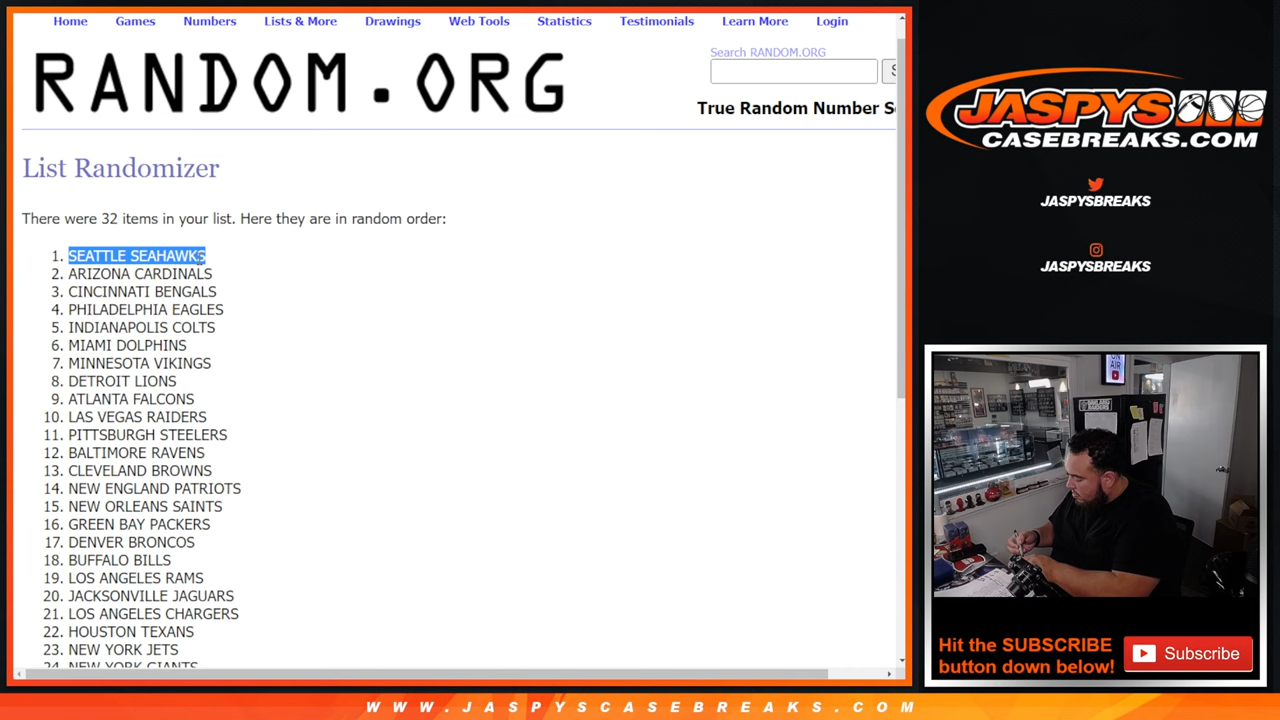 Home Games Numbers Lists & More Drawings Web Tools Statistics Testimonials Learn More Login
RANDOM.ORG
Search RANDOM.ORG
True Random Number S
List Randomizer
There were 32 items in your list. Here they are in random order:
1. SEATTLE SEAHAWKS
2. ARIZONA CARDINALS
3. CINCINNATI BENGALS
4. PHILADELPHIA EAGLES
5. INDIANAPOLIS COLTS
6. MIAMI DOLPHINS
7. MINNESOTA VIKINGS
8. DETROIT LIONS
9. ATLANTA FALCONS
10. LAS VEGAS RAIDERS
11. PITTSBURGH STEELERS
12. BALTIMORE RAVENS
13. CLEVELAND BROWNS
14. NEW ENGLAND PATRIOTS
15. NEW ORLEANS SAINTS
16. GREEN BAY PACKERS
17. DENVER BRONCOS
18. BUFFALO BILLS
19. LOS ANGELES RAMS
20. JACKSONVILLE JAGUARS
21. LOS ANGELES CHARGERS
22. HOUSTON TEXANS
23. NEW YORK JETS
24. NEW YORK GIANTS
JASPYS
CASEBREAKS.COM
JASPYSBREAKS
JASPYSBREAKS
ON AIR
Hit the SUBSCRIBE
button down below!
Subscribe
WWW.JASPYSCASEBREAKS.COM